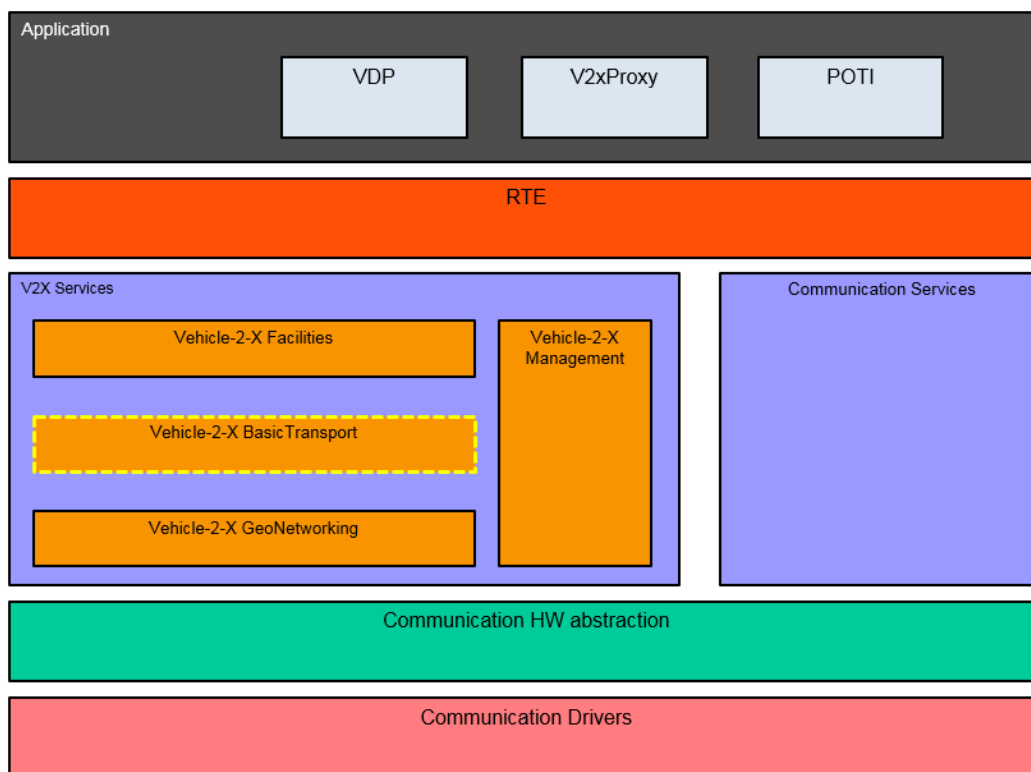 Application
VDP
V2xProxy
POTI
RTE
V2X Services
Communication Services
Vehicle-2-X Facilities
Vehicle-2-X
Management
Vehicle-2-X BasicTransport
Vehicle-2-X GeoNetworking
Communication HW abstraction
Communication Drivers